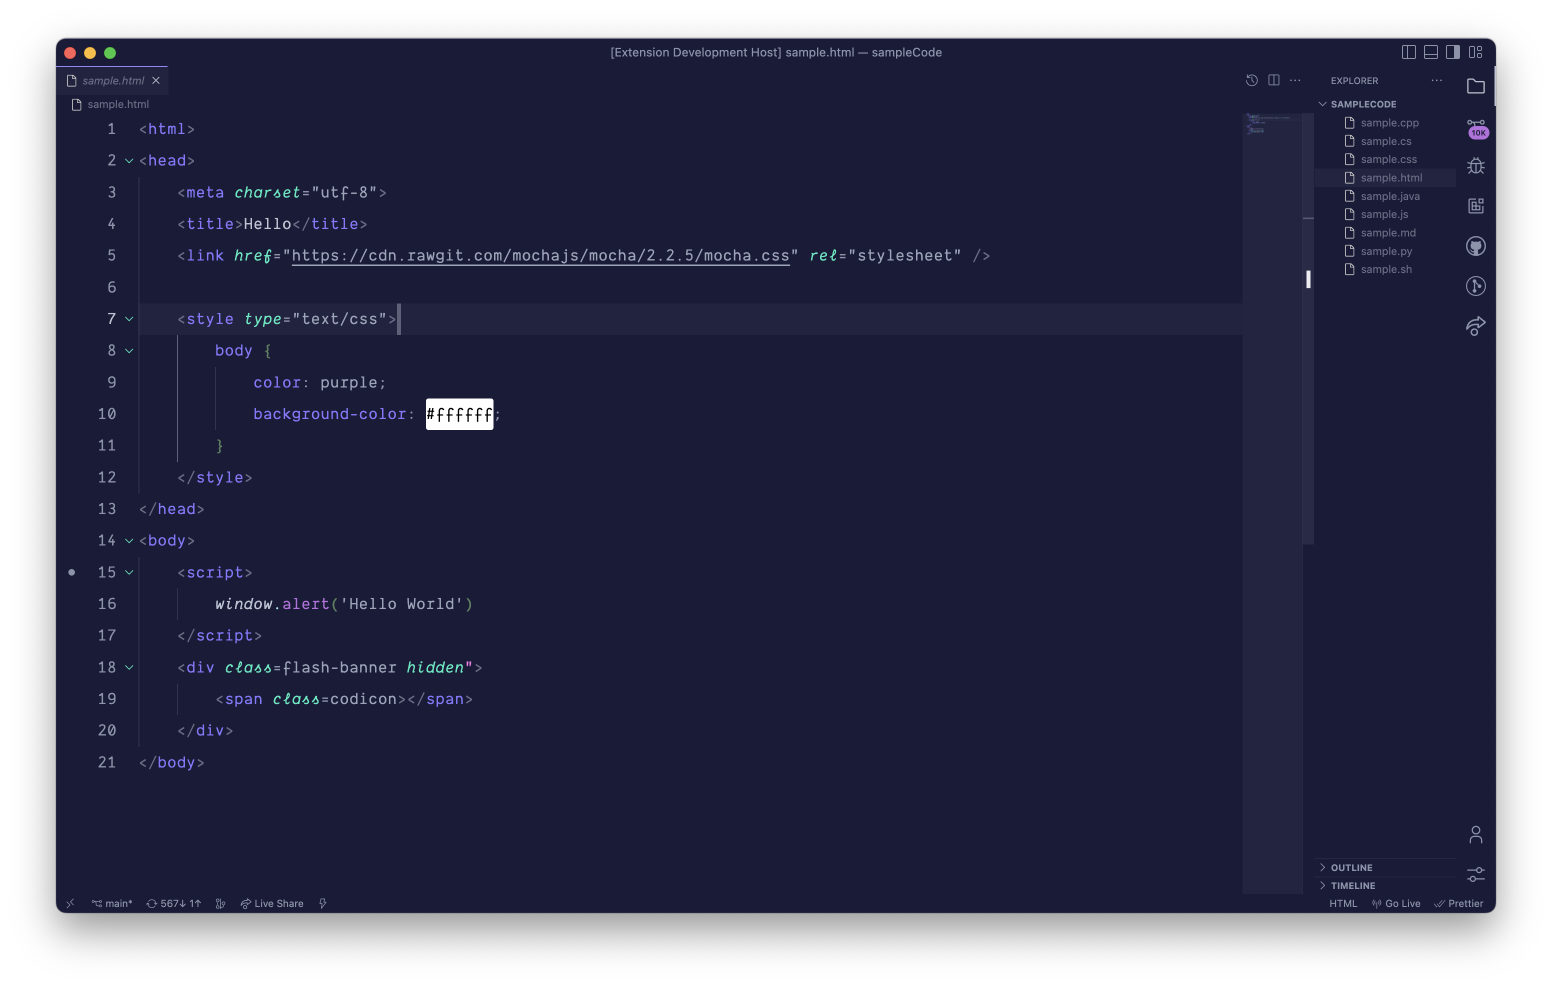 [Extension Development Host] sample.html — sampleCode
sample.html
sample.html
1 <html>
2 <head>
3     <meta charset="utf-8">
4     <title>Hello</title>
5     <link href="https://cdn.rawgit.com/mochajs/mocha/2.2.5/mocha.css" rel="stylesheet" />
6
7     <style type="text/css">
8         body {
9             color: purple;
10             background-color: #ffffff;
11         }
12     </style>
13 </head>
14 <body>
15     <script>
16         window.alert('Hello World')
17     </script>
18     <div class=flash-banner hidden">
19         <span class=codicon></span>
20     </div>
21 </body>
EXPLORER
SAMPLECODE
sample.cpp
sample.cs
sample.css
sample.html
sample.java
sample.js
sample.md
sample.py
sample.sh
OUTLINE
TIMELINE
10K
main* 567↓ 1↑ Live Share
HTML Go Live Prettier